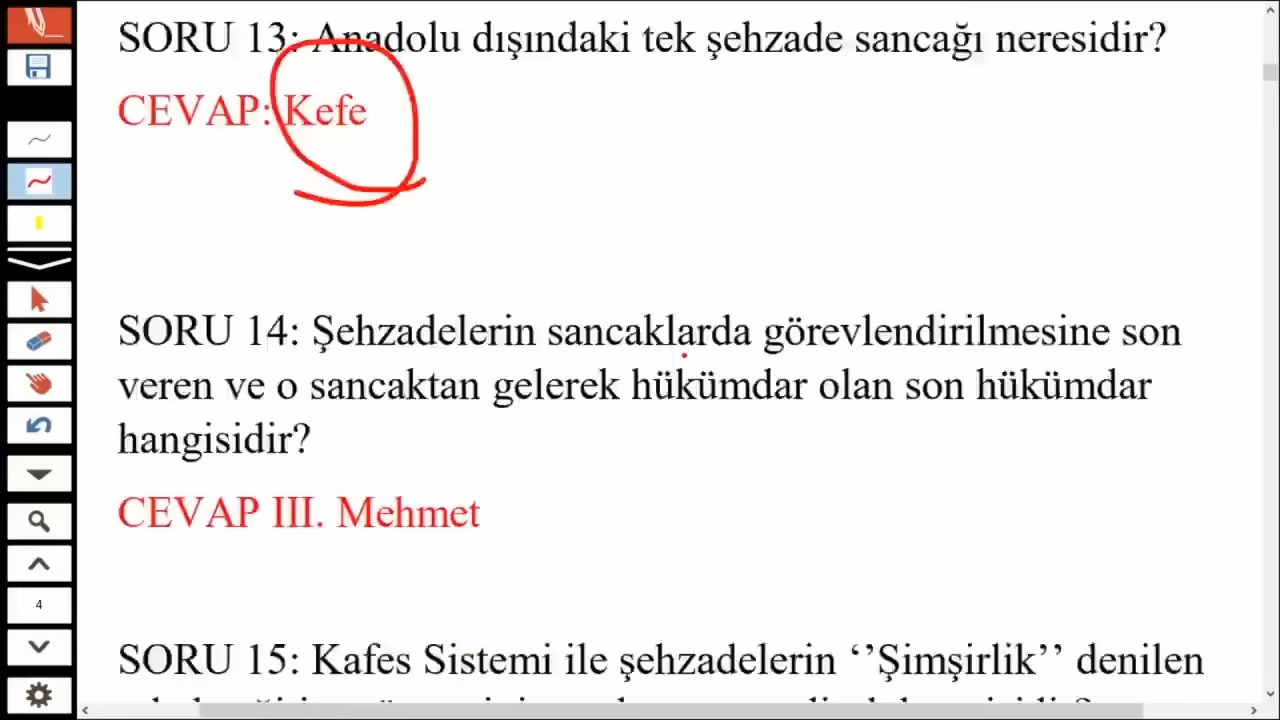 SORU 13: Anadolu dışındaki tek şehzade sancağı neresidir?
CEVAP: Kefe
SORU 14: Şehzadelerin sancaklarda görevlendirilmesine son
veren ve o sancaktan gelerek hükümdar olan son hükümdar
hangisidir?
CEVAP III. Mehmet
4
SORU 15: Kafes Sistemi ile şehzadelerin ‘’Şimşirlik’’ denilen